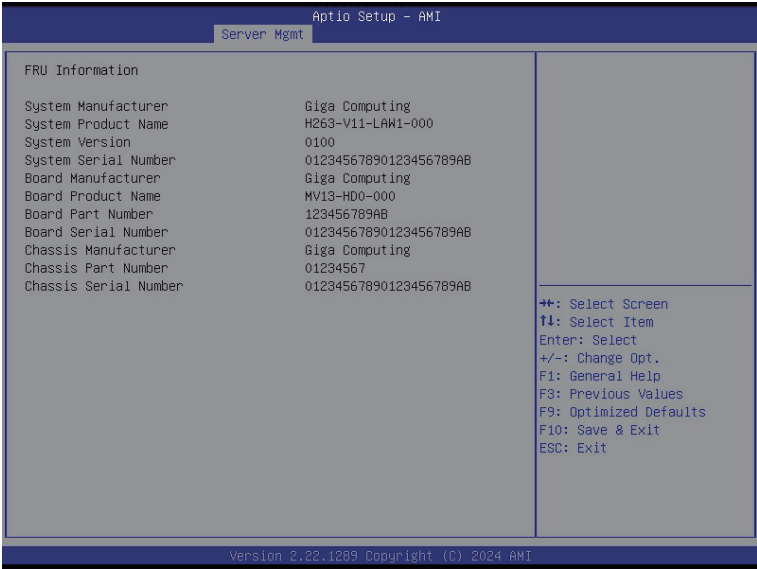 Aptio Setup – AMI
Server Mgmt
FRU Information
System Manufacturer Giga Computing
System Product Name H263-V11-LAW1-000
System Version 0100
System Serial Number 01234567890123456789AB
Board Manufacturer Giga Computing
Board Product Name MV13-HD0-000
Board Part Number 123456789AB
Board Serial Number 01234567890123456789AB
Chassis Manufacturer Giga Computing
Chassis Part Number 01234567
Chassis Serial Number 01234567890123456789AB
→←: Select Screen
↑↓: Select Item
Enter: Select
+/-: Change Opt.
F1: General Help
F3: Previous Values
F9: Optimized Defaults
F10: Save & Exit
ESC: Exit
Version 2.22.1289 Copyright (C) 2024 AMI